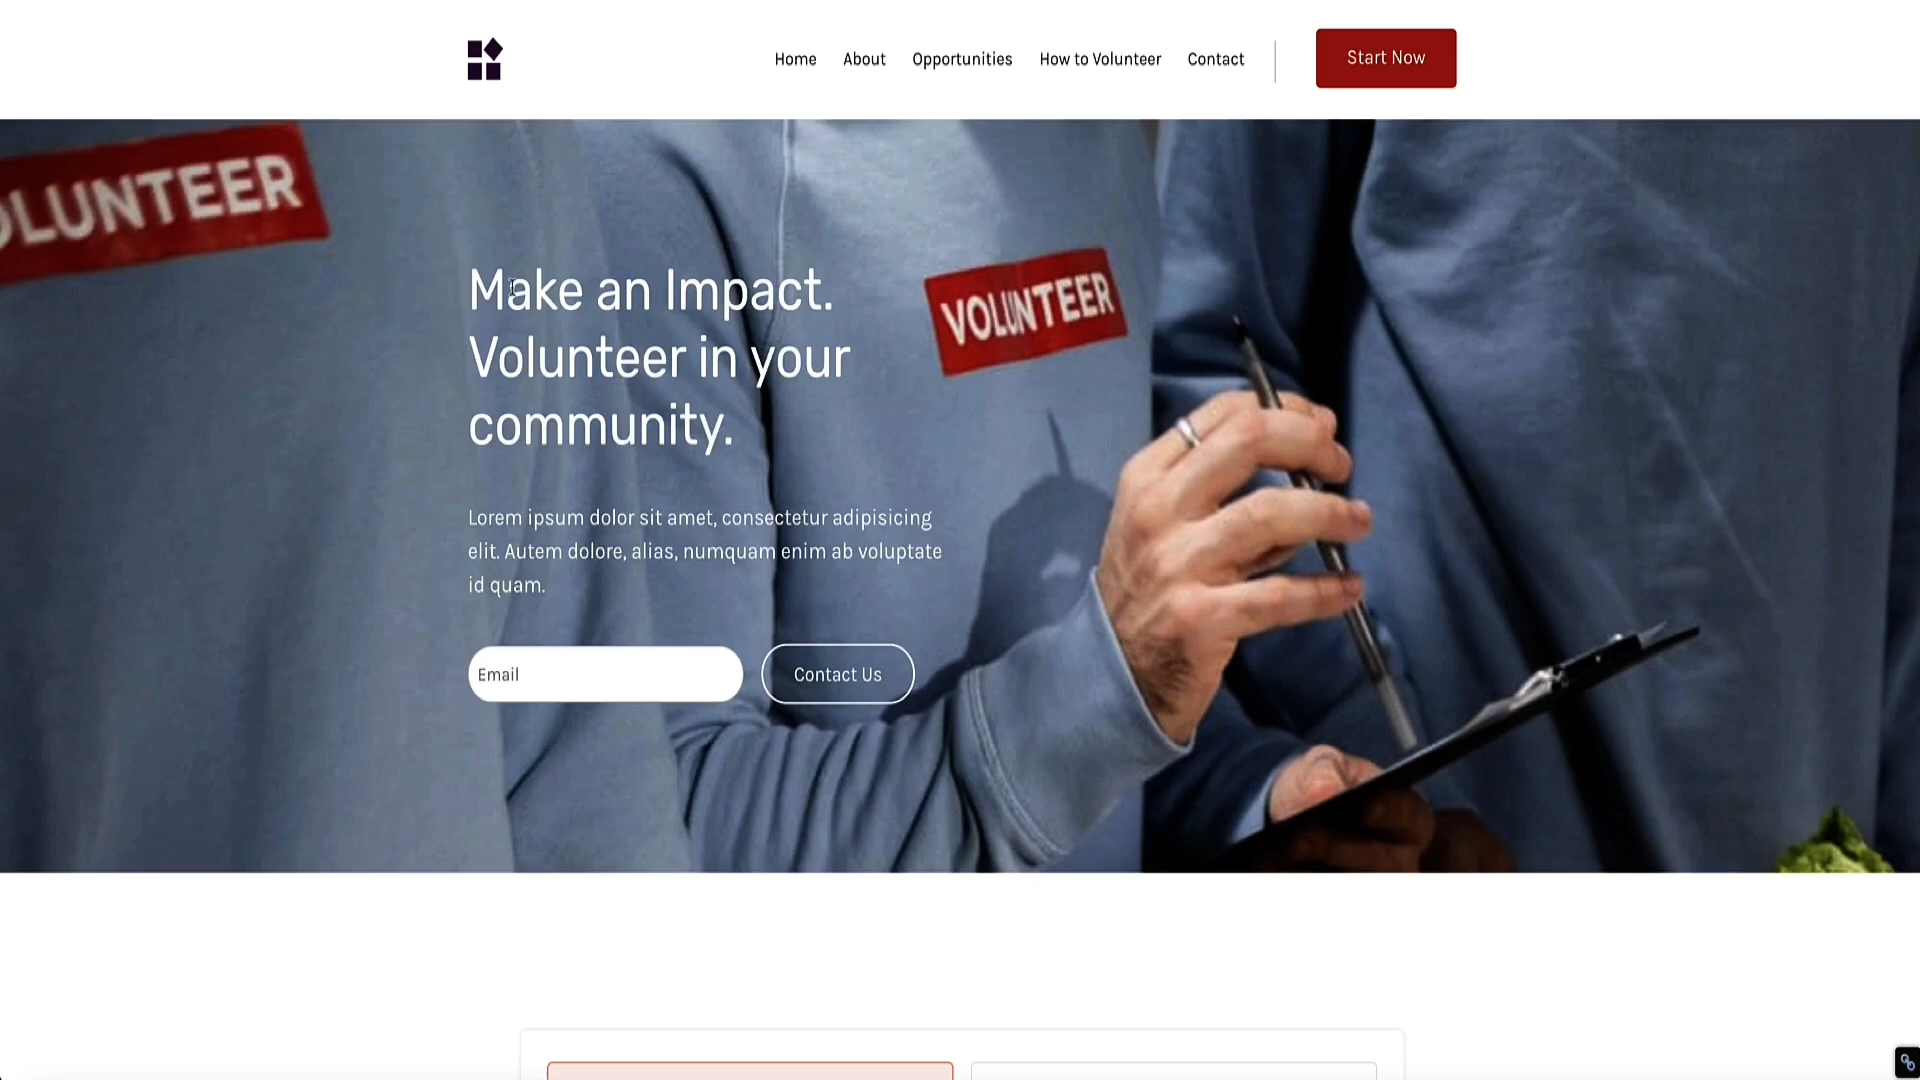 Home About Opportunities How to Volunteer Contact Start Now
OLUNTEER
VOLUNTEER
Make an Impact.
Volunteer in your
community.
Lorem ipsum dolor sit amet, consectetur adipisicing
elit. Autem dolore, alias, numquam enim ab voluptate
id quam.
Email Contact Us